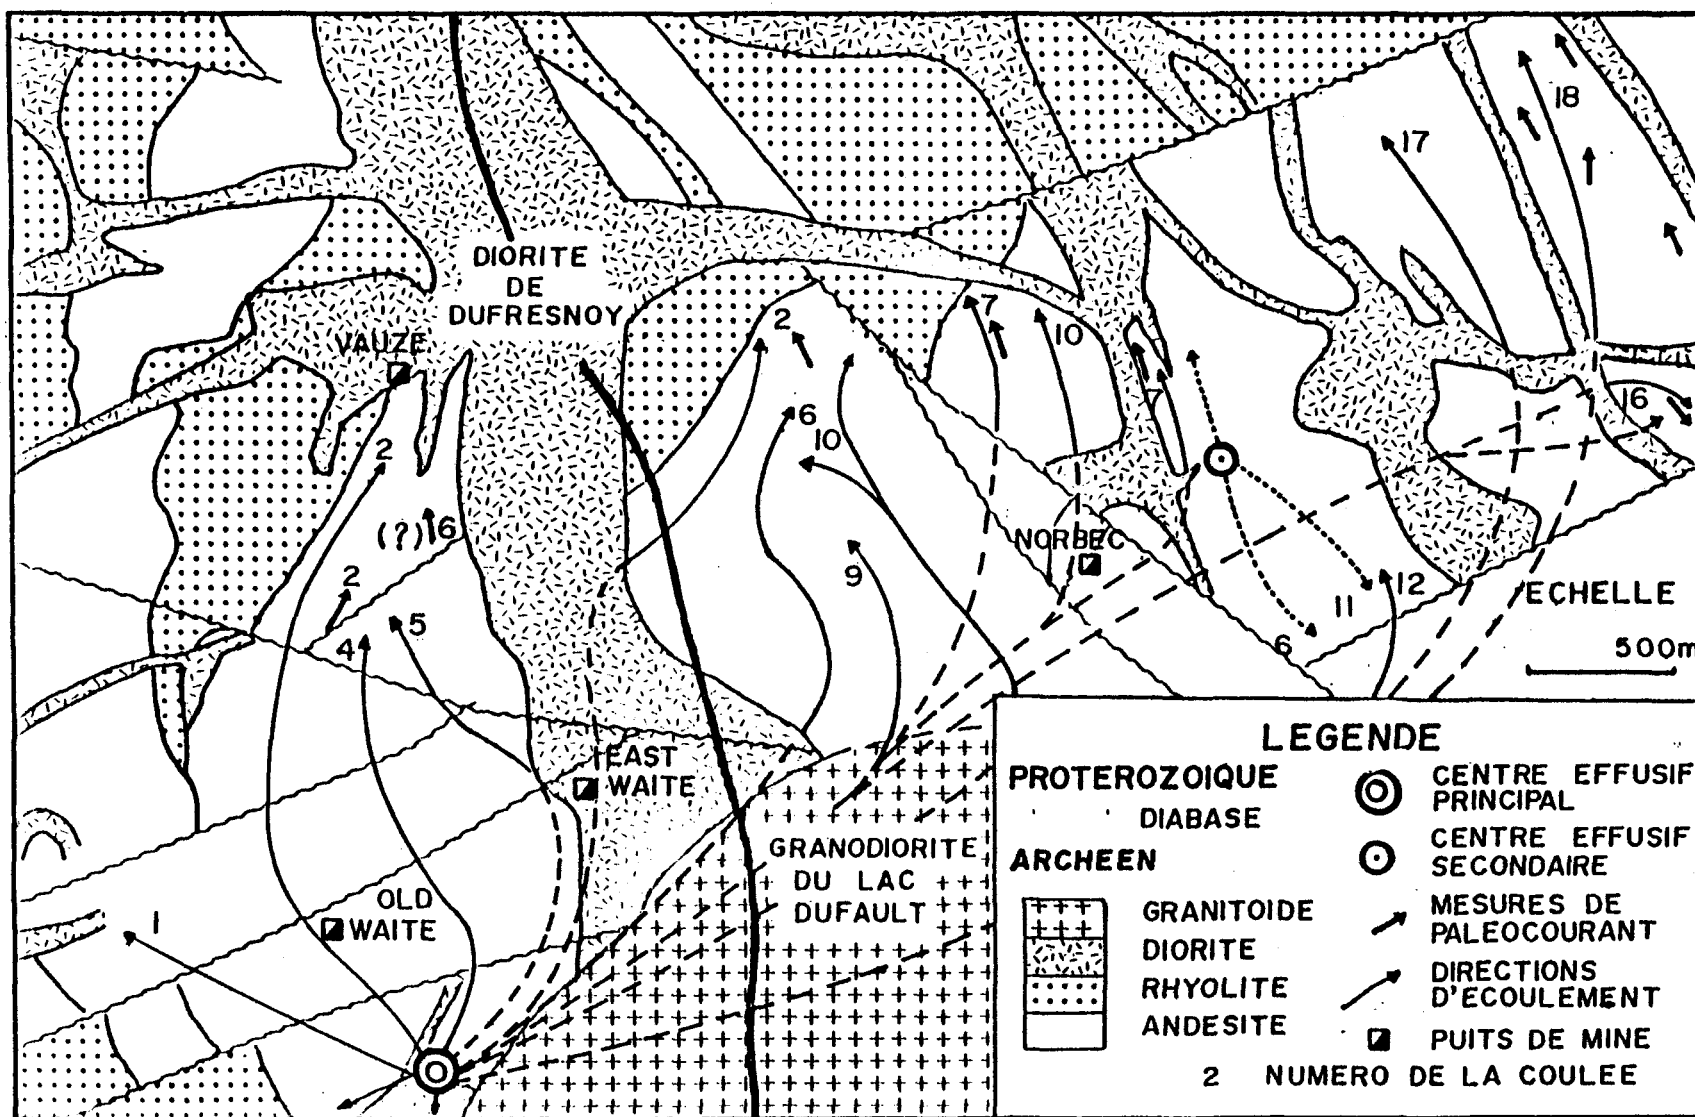 18
17
DIORITE
DE
DUFRESNOY
VAUZE
2
7
10
16
6
10
7
2
(?)
6
NORBEC
9
2
12
11
ECHELLE
5
4
6
500m
EAST
WAITE
GRANODIORITE
DU LAC
DUFAULT
OLD
WAITE
1
LEGENDE
PROTEROZOIQUE
DIABASE
ARCHEEN
GRANITOIDE
DIORITE
RHYOLITE
ANDESITE
CENTRE EFFUSIF
PRINCIPAL
CENTRE EFFUSIF
SECONDAIRE
MESURES DE
PALEOCOURANT
DIRECTIONS
D'ECOULEMENT
PUITS DE MINE
2 NUMERO DE LA COULEE